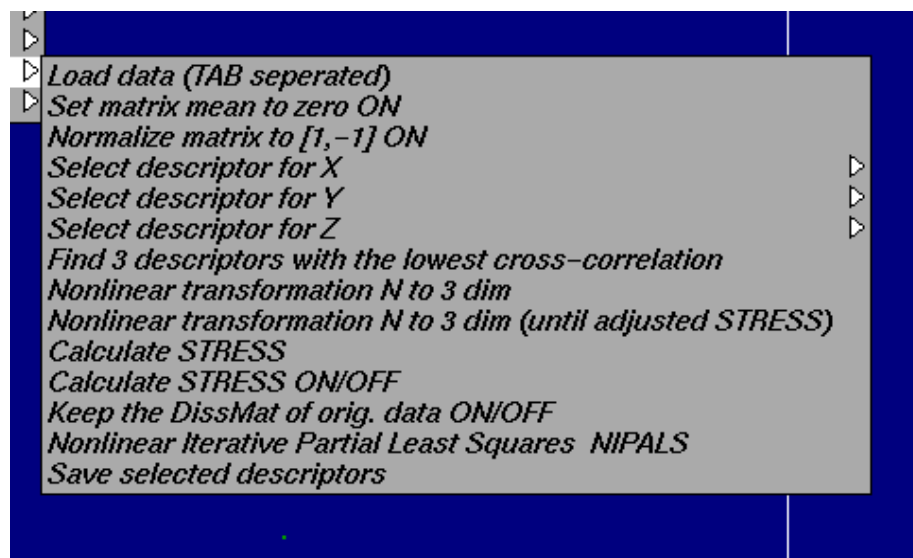 Load data (TAB seperated)
Set matrix mean to zero ON
Normalize matrix to [1,−1] ON
Select descriptor for X
Select descriptor for Y
Select descriptor for Z
Find 3 descriptors with the lowest cross−correlation
Nonlinear transformation N to 3 dim
Nonlinear transformation N to 3 dim (until adjusted STRESS)
Calculate STRESS
Calculate STRESS ON/OFF
Keep the DissMat of orig. data ON/OFF
Nonlinear Iterative Partial Least Squares  NIPALS
Save selected descriptors